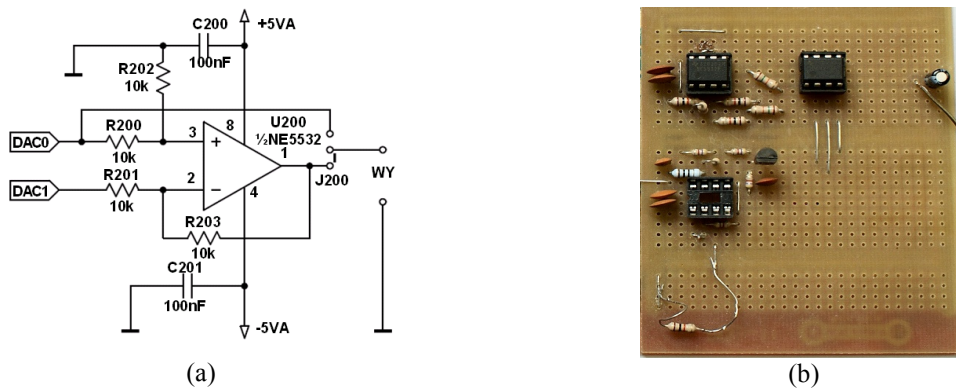 C200
+5VA
100nF
R202
10k
U200
½NE5532
DAC0
R200
10k
3
8
+
1
J200
WY
DAC1
R201
10k
2
−
4
R203
10k
C201
100nF
-5VA
(a)
(b)